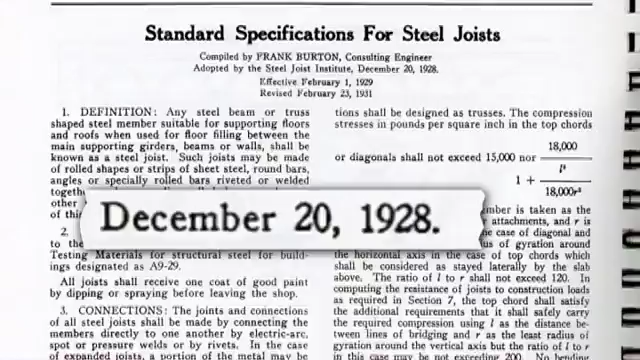 Standard Specifications For Steel Joists
Compiled by FRANK BURTON, Consulting Engineer
Adopted by the Steel Joist Institute, December 20, 1928.
Effective February 1, 1929
Revised February 23, 1931
1. DEFINITION: Any steel beam or truss
shaped steel member suitable for supporting floors
and roofs when used for floor filling between the
main supporting girders, beams or walls, shall be
known as a steel joist. Such joists may be made
of rolled shapes or strips of sheet steel, round bars,
angles or specially rolled bars riveted or welded
togeth
other
of thi
December 20, 1928.
2.
to the
Testing Materials for structural steel for build-
ings designated as A9-29.
All joists shall receive one coat of good paint
by dipping or spraying before leaving the shop.
3. CONNECTIONS: The joints and connections
of all steel joists shall be made by connecting the
members directly to one another by electric-arc,
spot or pressure welds or by rivets. In the case
of expanded joists, a portion of the metal may be
tions shall be designed as trusses. The compression
stresses in pounds per square inch in the top chords
18,000
or diagonals shall not exceed 15,000 nor
1 +
18,000r²
mber is taken as the
attachments, and r is
he case of diagonal and
us of gyration around
the horizontal axis in the case of top chords which
shall be considered as stayed laterally by the slab
above. The ratio of l to r shall not exceed 120. In
computing the resistance of joists to construction loads
as required in Section 7, the top chord shall satisfy
the additional requirements that it shall safely carry
the required compression using l as the distance be-
tween lines of bridging and r as the least radius of
gyration around the vertical axis but the ratio of l to r
in this case may be not exceeding 200. No bending